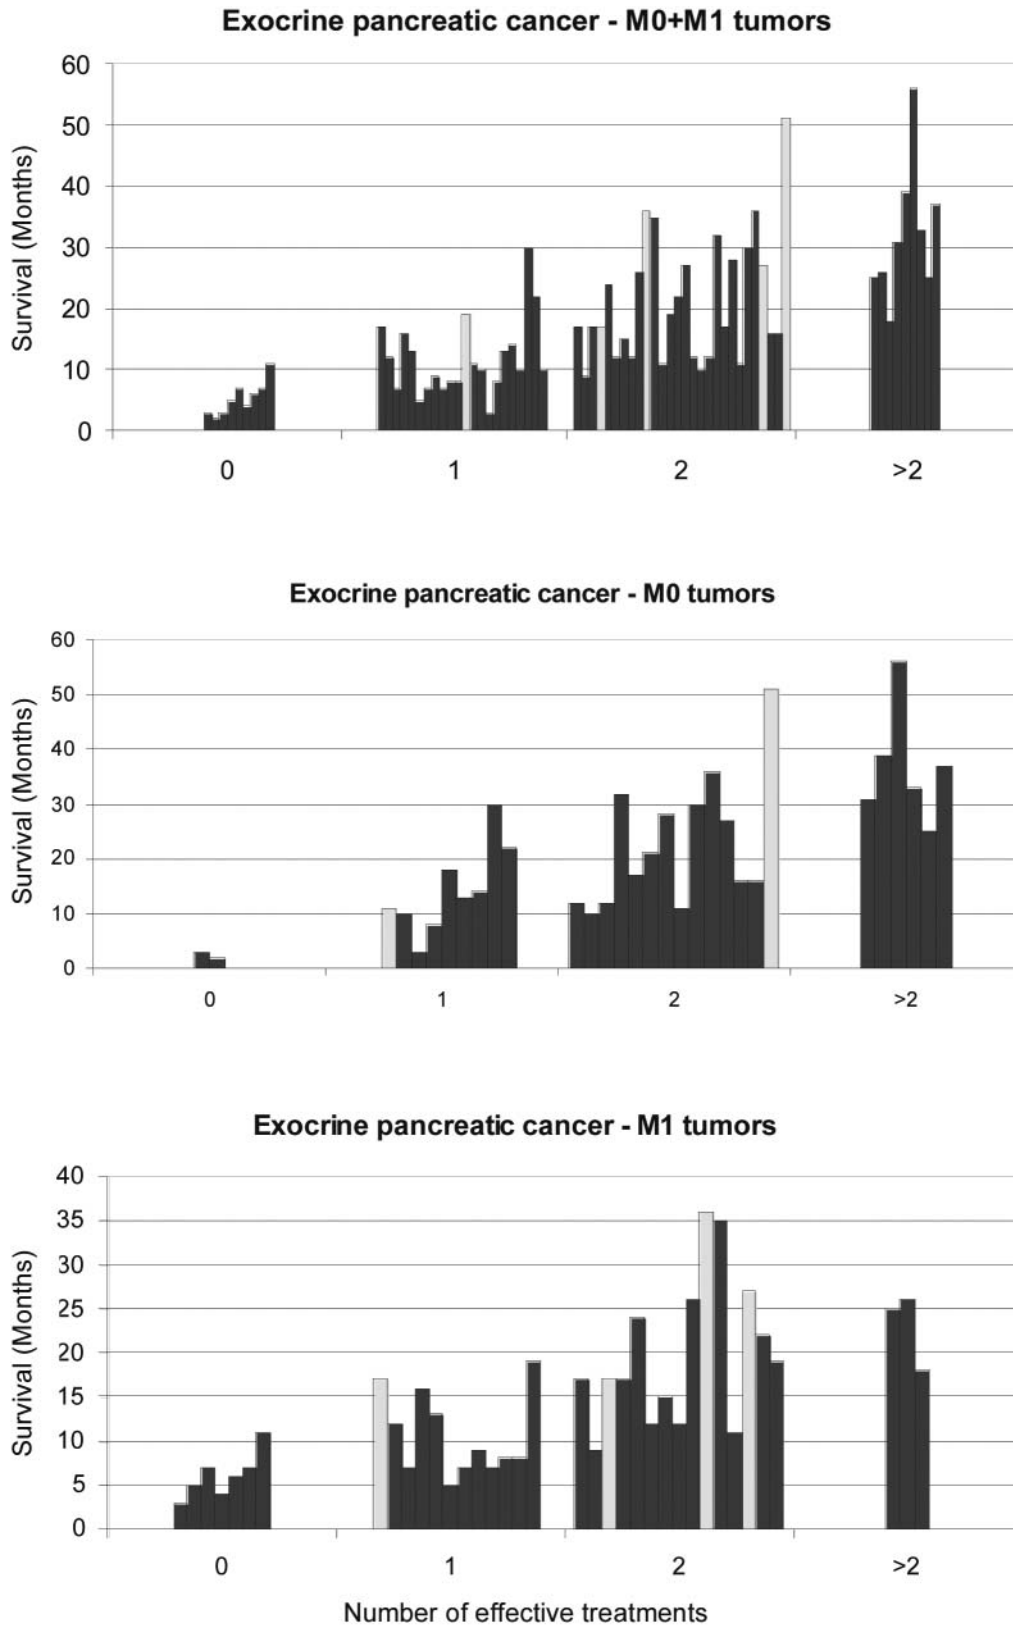 Exocrine pancreatic cancer - M0+M1 tumors
60
50
40
30
20
10
0
Survival (Months)
0 1 2 >2
Exocrine pancreatic cancer - M0 tumors
60
50
40
30
20
10
0
Survival (Months)
0 1 2 >2
Exocrine pancreatic cancer - M1 tumors
40
35
30
25
20
15
10
5
0
Survival (Months)
0 1 2 >2
Number of effective treatments